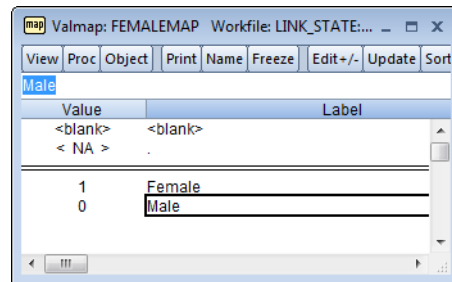 map Valmap: FEMALEMAP Workfile: LINK_STATE:...
View Proc Object Print Name Freeze Edit+/- Update Sort
Male
Value Label
<blank> <blank>
< NA > .
1 Female
0 Male